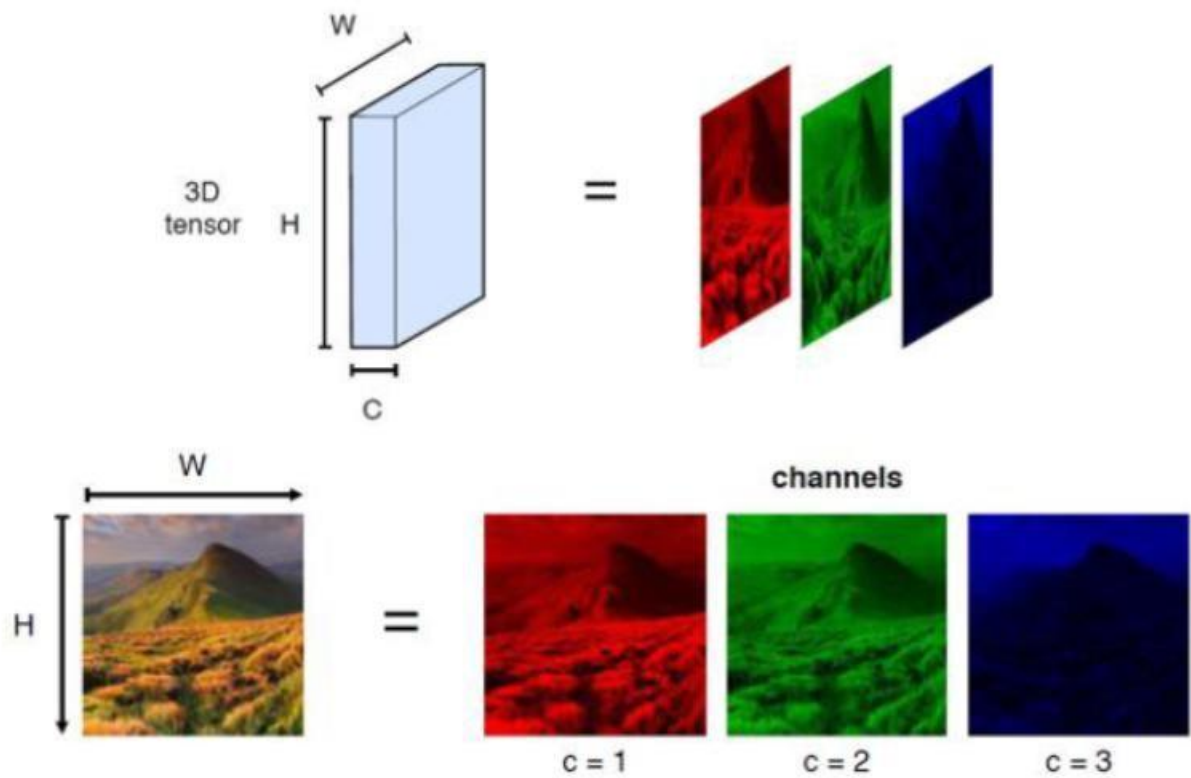 W
3D
tensor
H
=
C
W
channels
H
=
c = 1
c = 2
c = 3